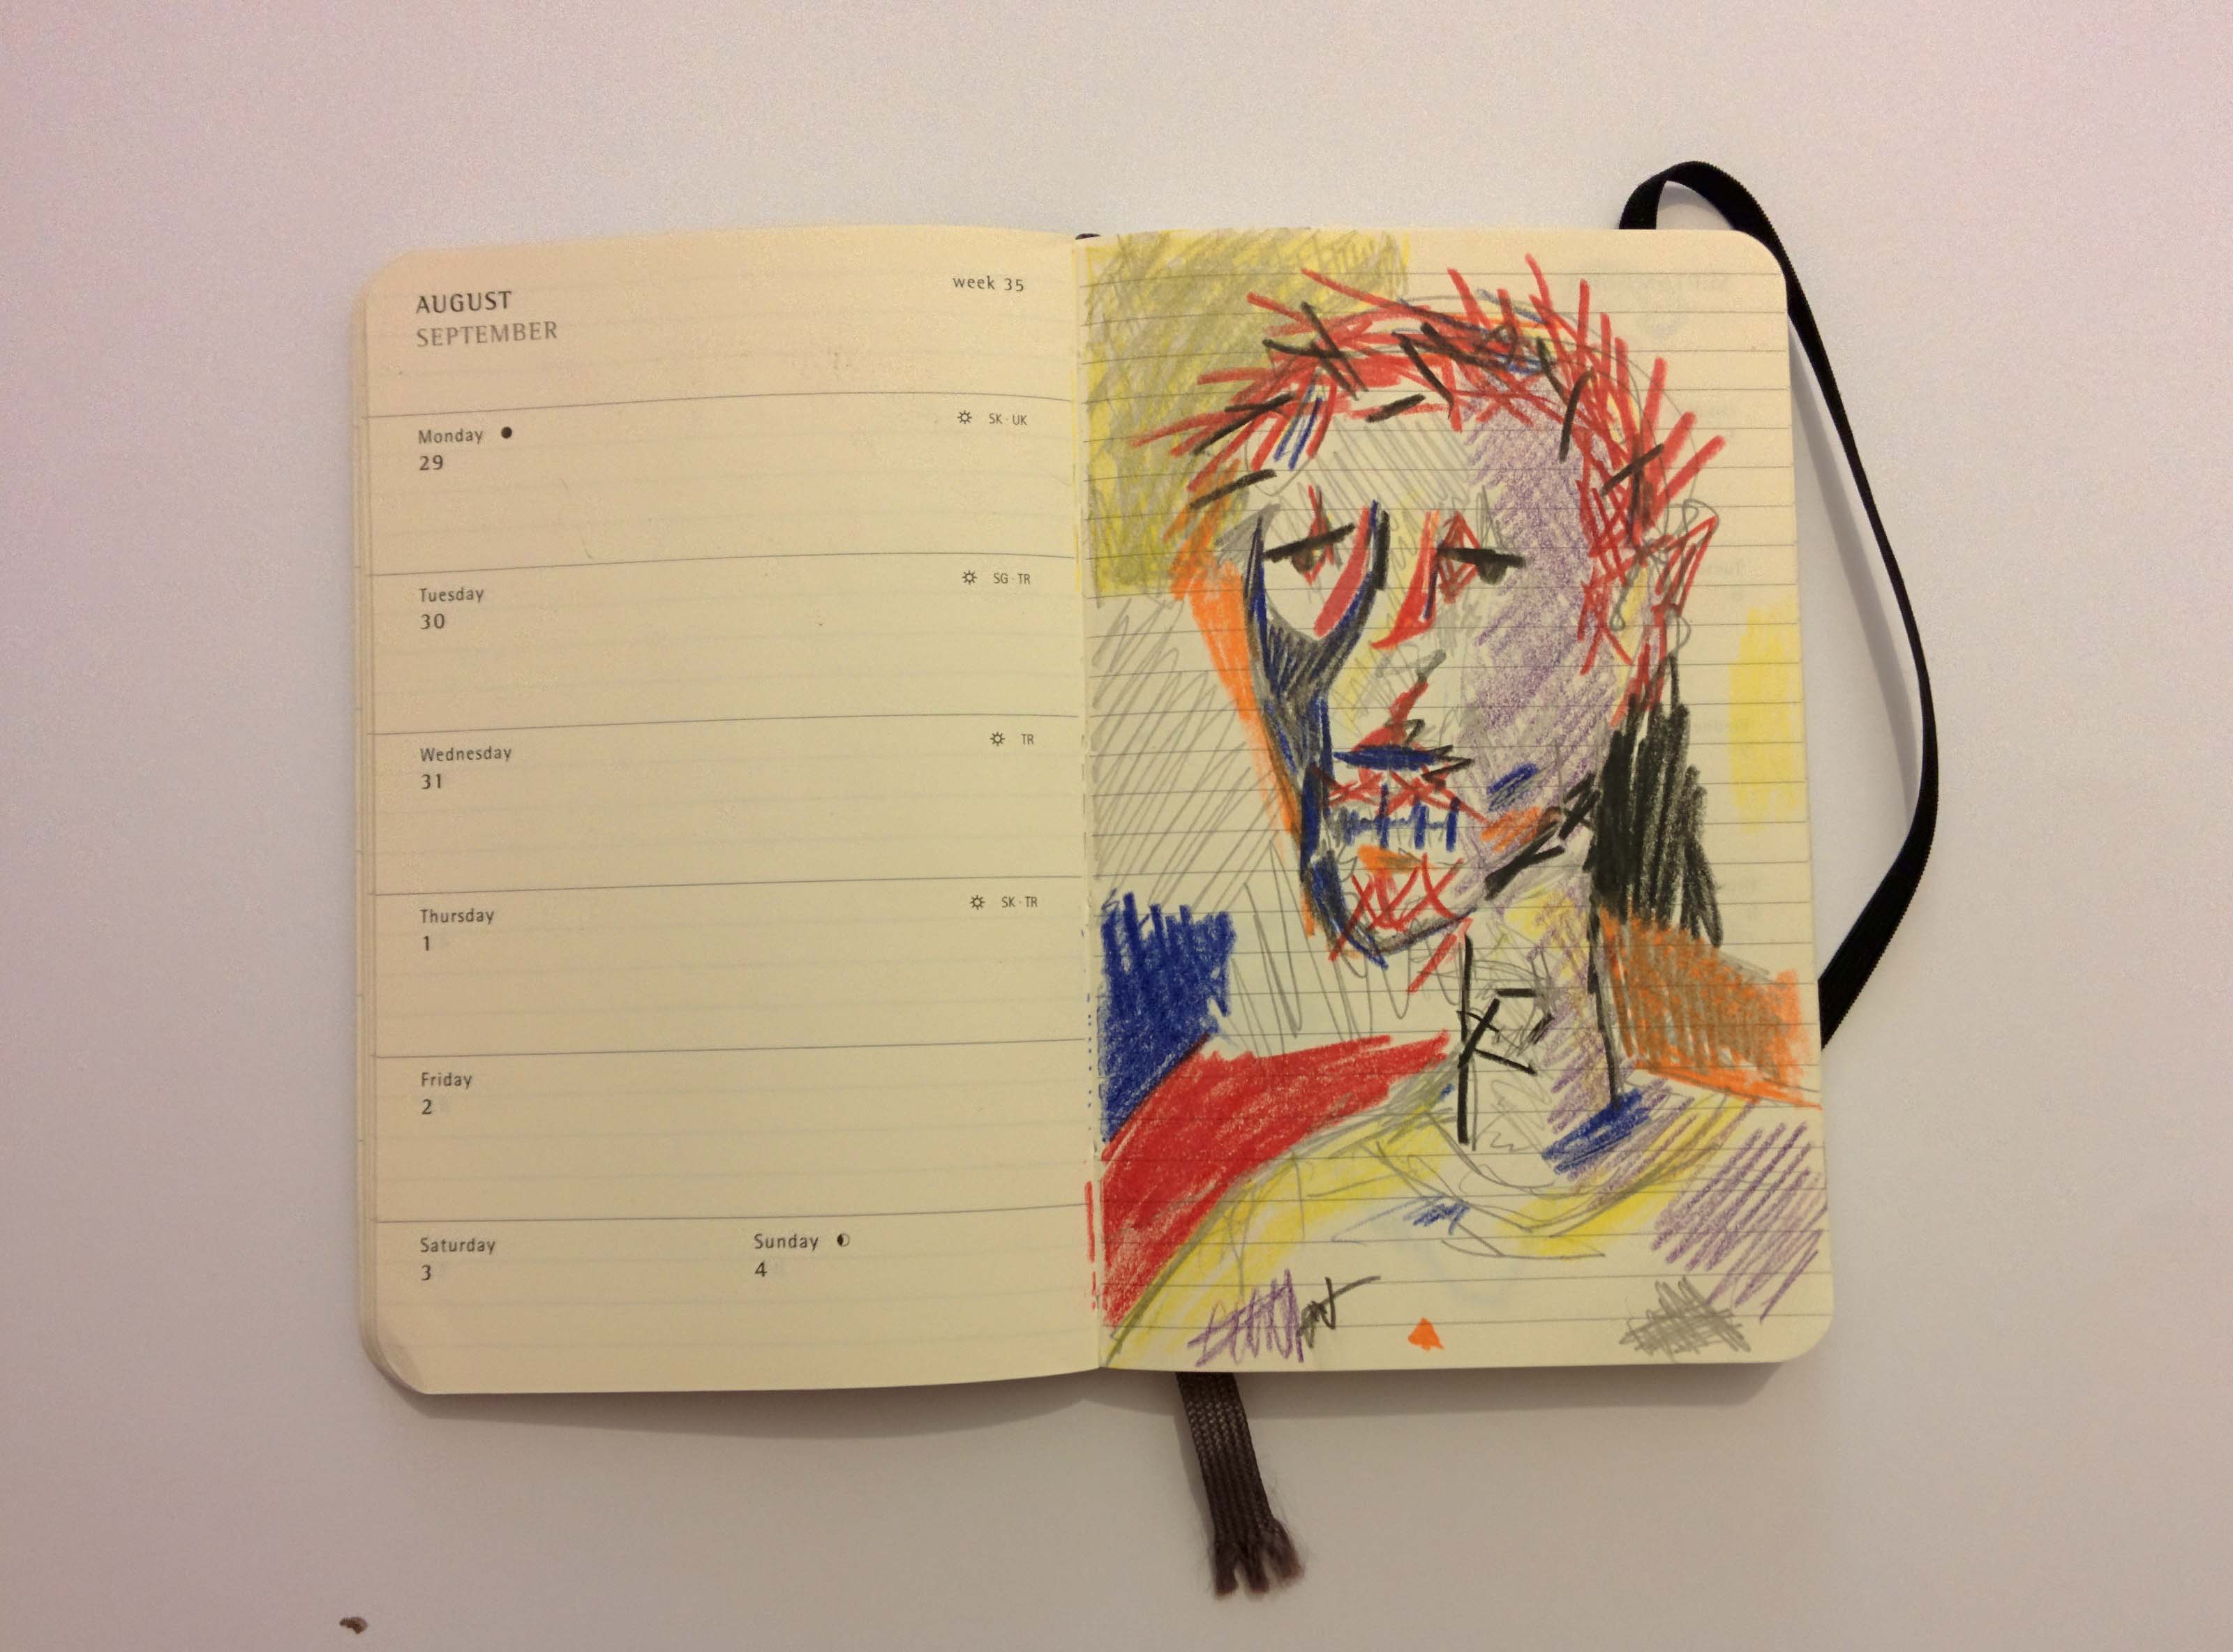 AUGUST
week 35
SEPTEMBER
Monday
SK · UK
29
Tuesday
SG · TR
30
Wednesday
TR
31
Thursday
SK · TR
1
Friday
2
Saturday
Sunday
3
4